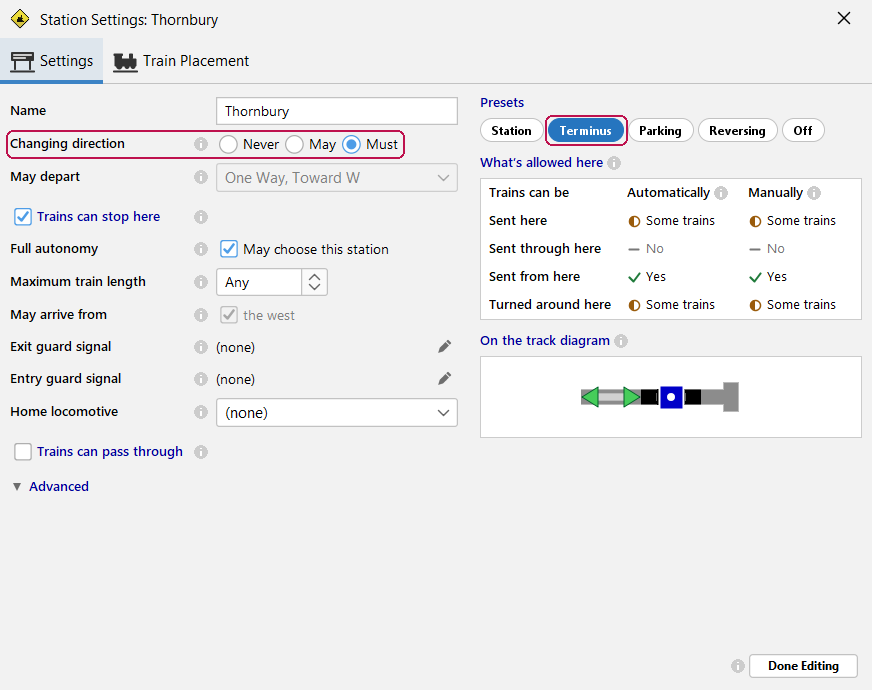 Station Settings: Thornbury
Settings
Train Placement
Name
Thornbury
Changing direction
Never
May
Must
May depart
One Way, Toward W
Trains can stop here
Full autonomy
May choose this station
Maximum train length
Any
May arrive from
the west
Exit guard signal
(none)
Entry guard signal
(none)
Home locomotive
(none)
Trains can pass through
Advanced
Presets
Station
Terminus
Parking
Reversing
Off
What's allowed here
Trains can be Automatically Manually
Sent here Some trains Some trains
Sent through here No No
Sent from here Yes Yes
Turned around here Some trains Some trains
On the track diagram
Done Editing